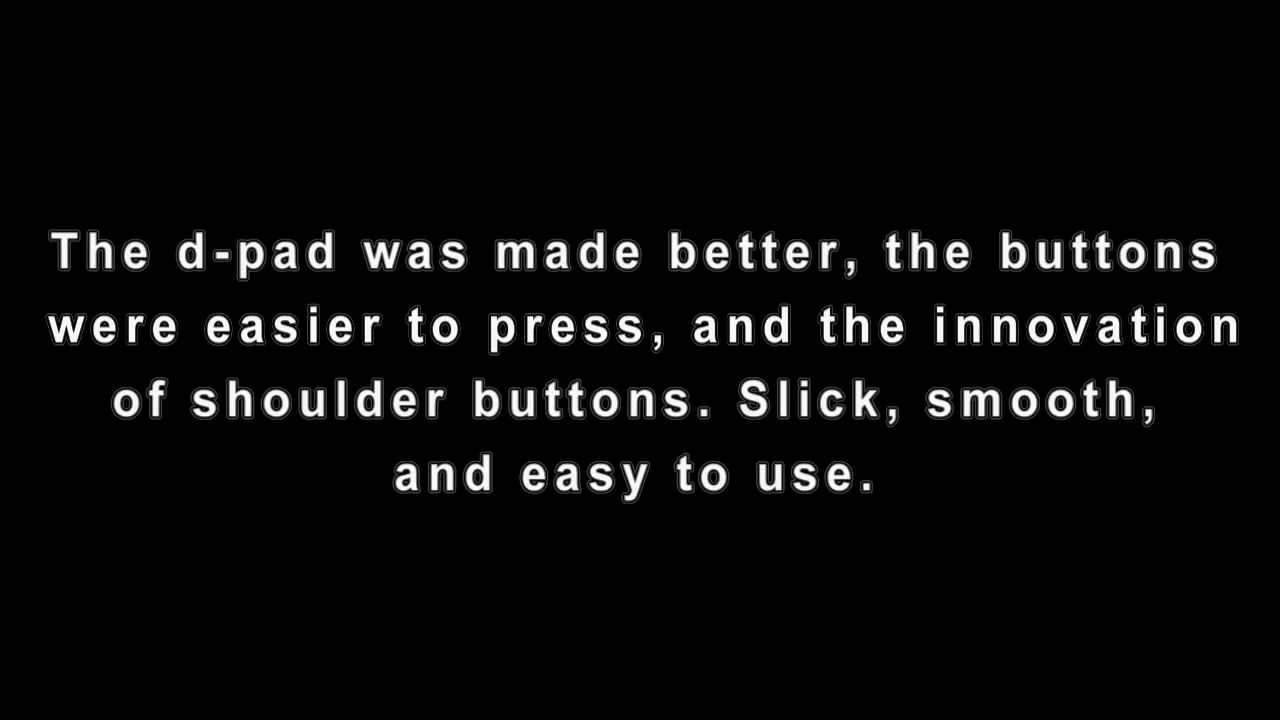 The d-pad was made better, the buttons
were easier to press, and the innovation
of shoulder buttons. Slick, smooth,
and easy to use.